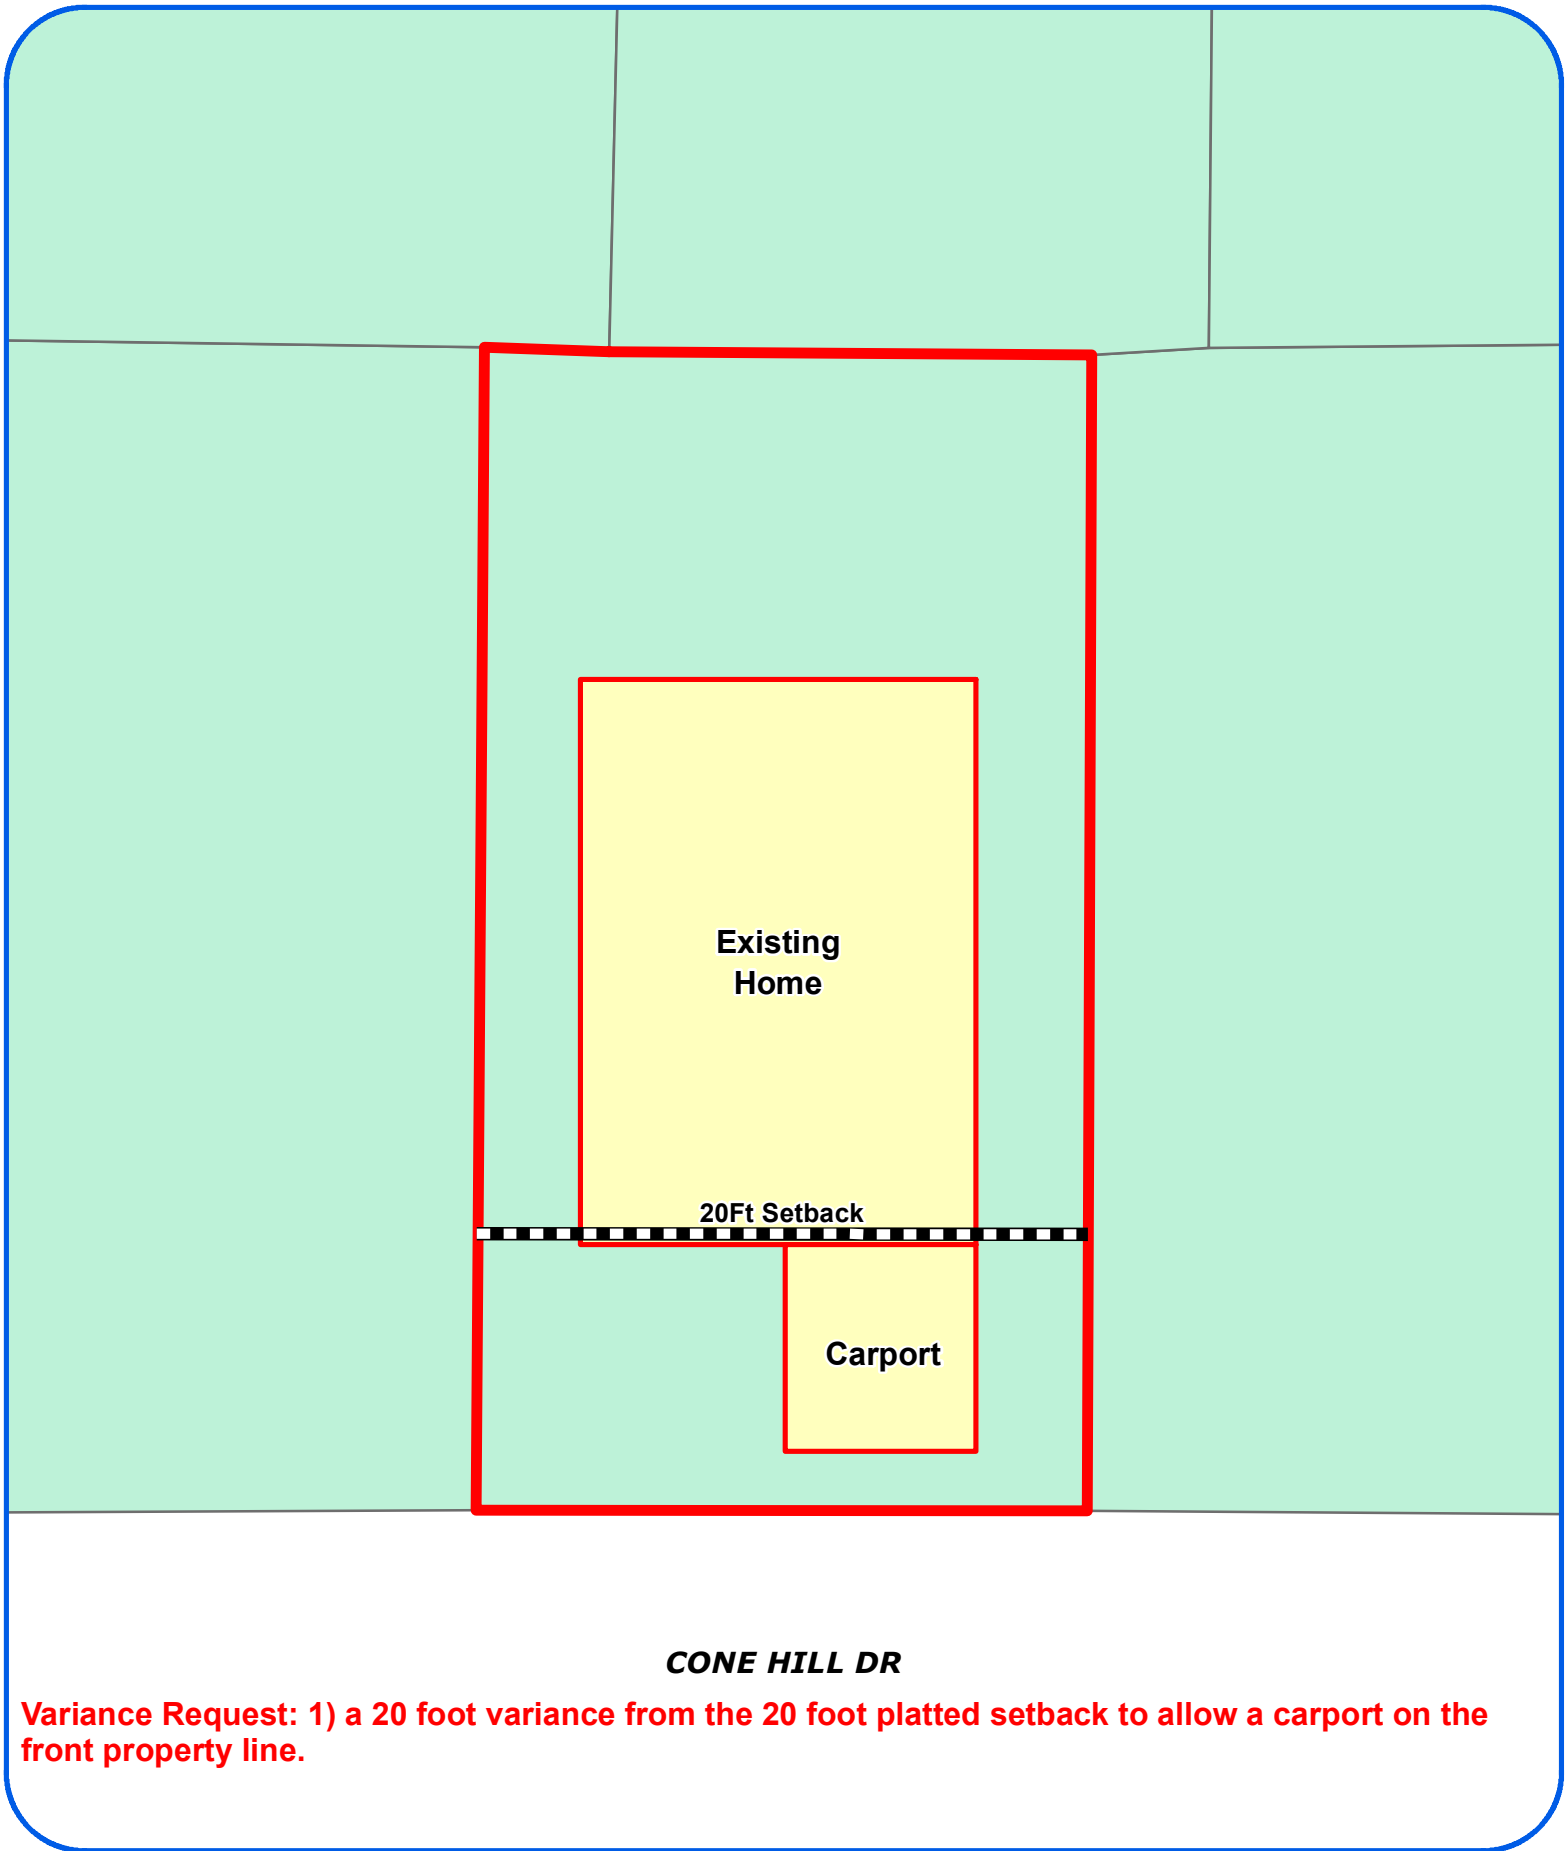 Existing
Home
20Ft Setback
Carport
CONE HILL DR
Variance Request: 1) a 20 foot variance from the 20 foot platted setback to allow a carport on the
front property line.